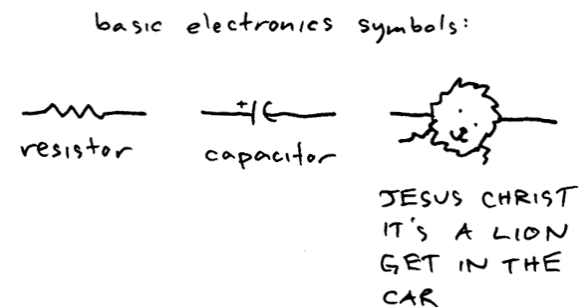 basic electronics symbols:
+
resistor
capacitor
JESUS CHRIST
IT'S A LION
GET IN THE
CAR